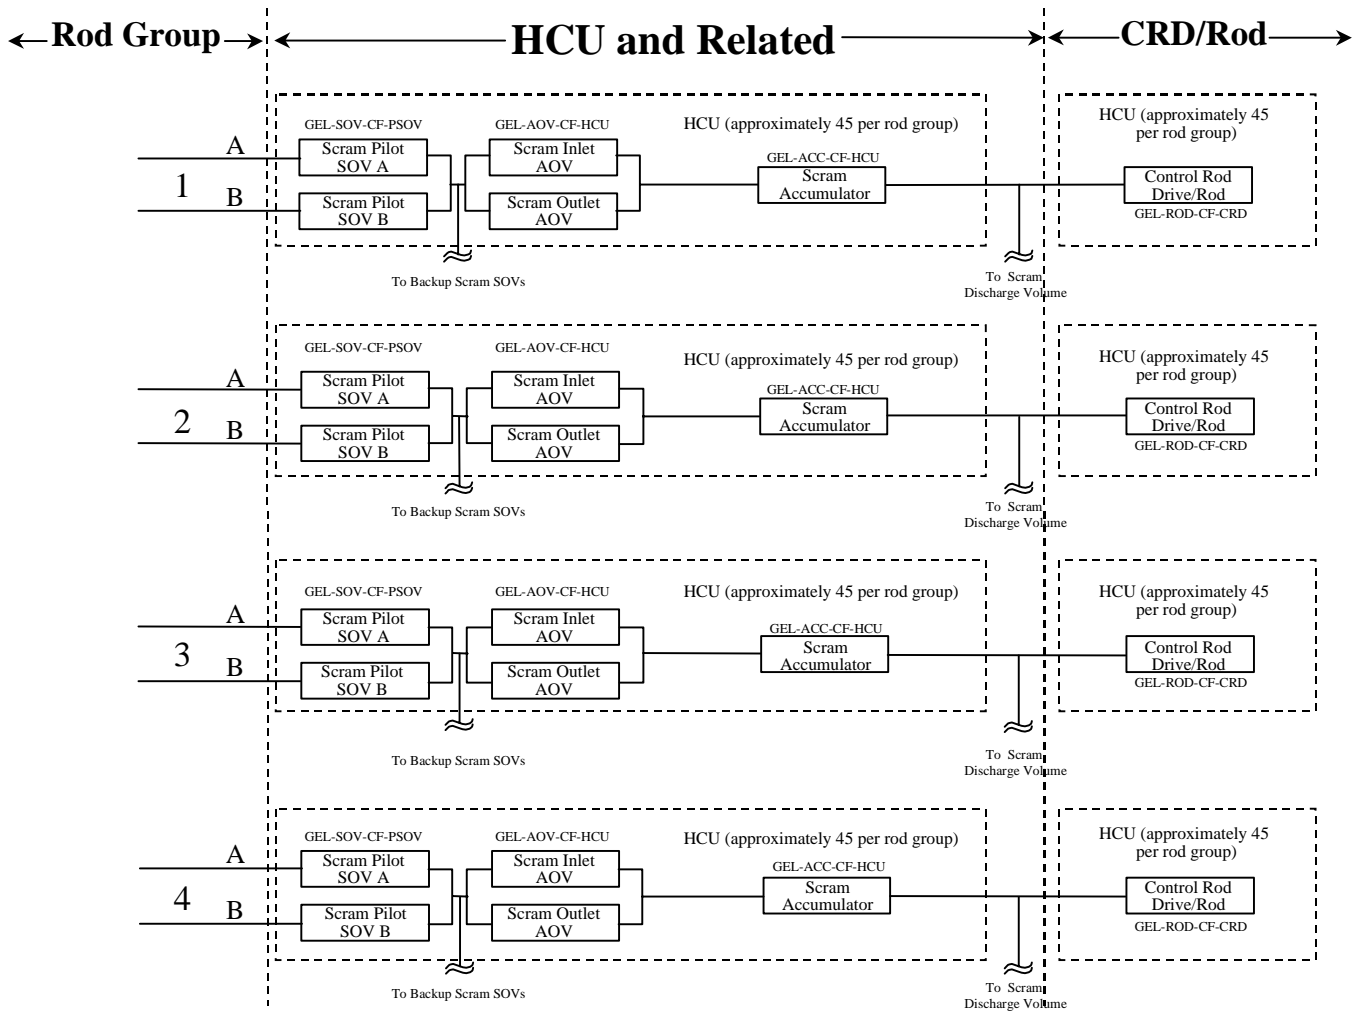 Rod Group
HCU and Related
CRD/Rod
GEL-SOV-CF-PSOV
GEL-AOV-CF-HCU
HCU (approximately 45 per rod group)
HCU (approximately 45
per rod group)
1
A
B
Scram Pilot
SOV A
Scram Pilot
SOV B
Scram Inlet
AOV
Scram Outlet
AOV
GEL-ACC-CF-HCU
Scram
Accumulator
Control Rod
Drive/Rod
GEL-ROD-CF-CRD
To Backup Scram SOVs
To Scram
Discharge Volume
GEL-SOV-CF-PSOV
GEL-AOV-CF-HCU
HCU (approximately 45 per rod group)
HCU (approximately 45
per rod group)
2
A
B
Scram Pilot
SOV A
Scram Pilot
SOV B
Scram Inlet
AOV
Scram Outlet
AOV
GEL-ACC-CF-HCU
Scram
Accumulator
Control Rod
Drive/Rod
GEL-ROD-CF-CRD
To Backup Scram SOVs
To Scram
Discharge Volume
GEL-SOV-CF-PSOV
GEL-AOV-CF-HCU
HCU (approximately 45 per rod group)
HCU (approximately 45
per rod group)
3
A
B
Scram Pilot
SOV A
Scram Pilot
SOV B
Scram Inlet
AOV
Scram Outlet
AOV
GEL-ACC-CF-HCU
Scram
Accumulator
Control Rod
Drive/Rod
GEL-ROD-CF-CRD
To Backup Scram SOVs
To Scram
Discharge Volume
GEL-SOV-CF-PSOV
GEL-AOV-CF-HCU
HCU (approximately 45 per rod group)
HCU (approximately 45
per rod group)
4
A
B
Scram Pilot
SOV A
Scram Pilot
SOV B
Scram Inlet
AOV
Scram Outlet
AOV
GEL-ACC-CF-HCU
Scram
Accumulator
Control Rod
Drive/Rod
GEL-ROD-CF-CRD
To Backup Scram SOVs
To Scram
Discharge Volume